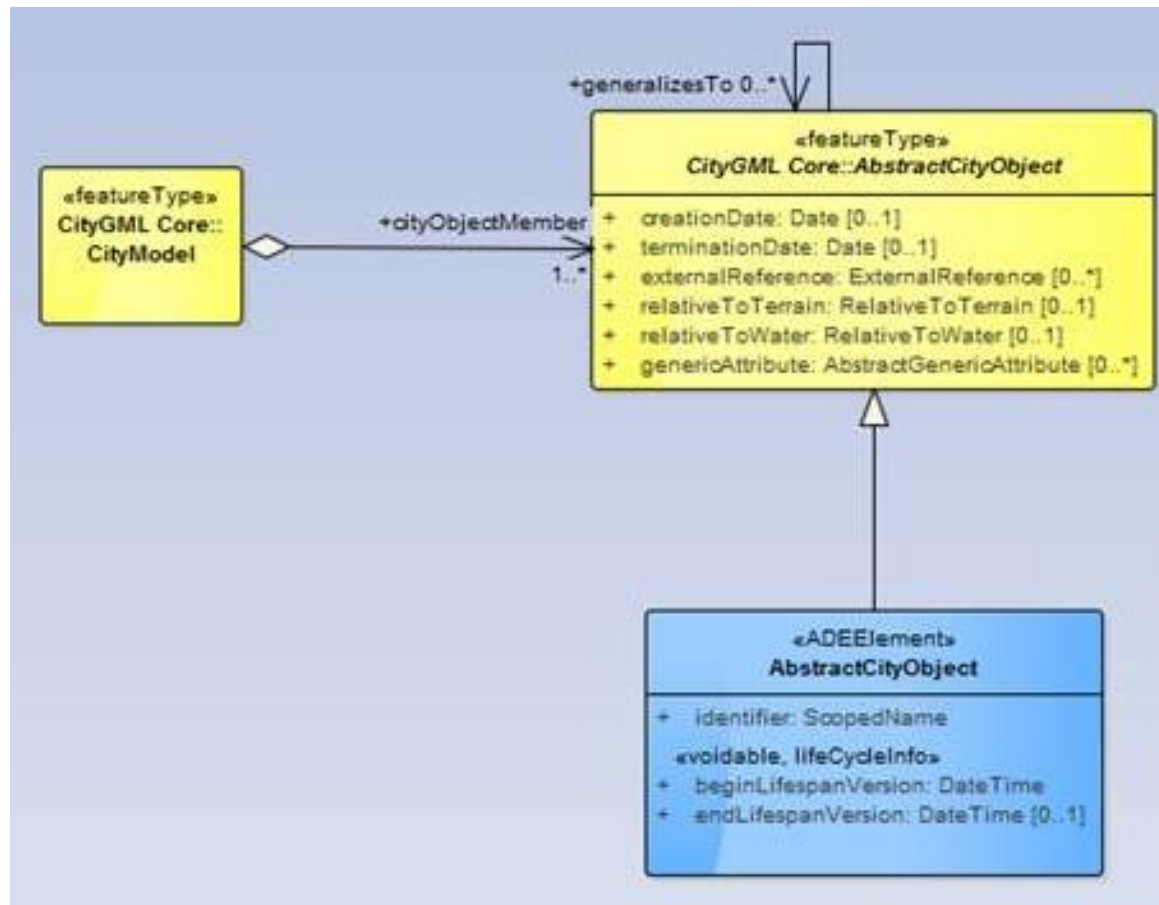 +generalizesTo 0..*
«featureType»
CityGML Core::AbstractCityObject
+ creationDate: Date [0..1]
+ terminationDate: Date [0..1]
+ externalReference: ExternalReference [0..*]
+ relativeToTerrain: RelativeToTerrain [0..1]
+ relativeToWater: RelativeToWater [0..1]
+ genericAttribute: AbstractGenericAttribute [0..*]
«featureType»
CityGML Core::
CityModel
+cityObjectMember
1..*
«ADEElement»
AbstractCityObject
+ identifier: ScopedName
«voidable, lifeCycleInfo»
+ beginLifespanVersion: DateTime
+ endLifespanVersion: DateTime [0..1]